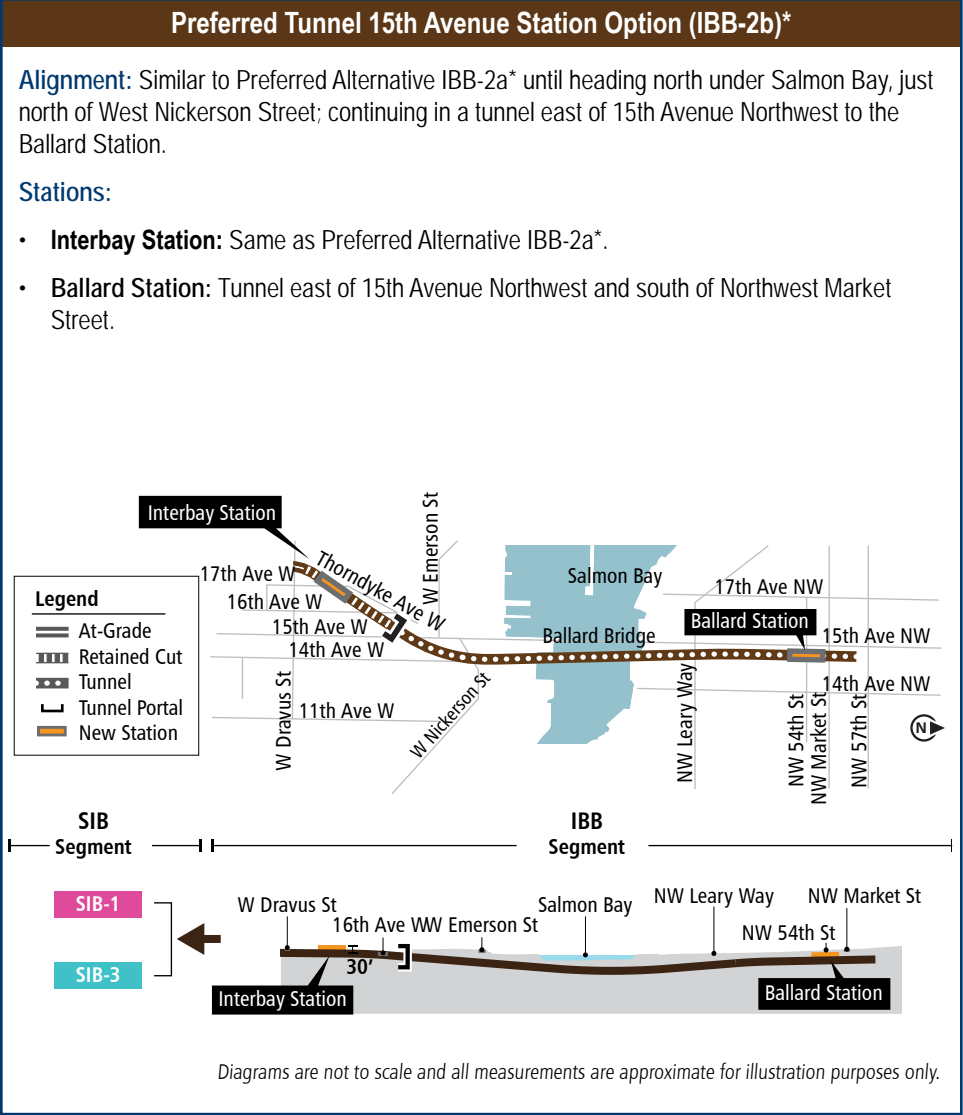 Preferred Tunnel 15th Avenue Station Option (IBB-2b)*
Alignment: Similar to Preferred Alternative IBB-2a* until heading north under Salmon Bay, just
north of West Nickerson Street; continuing in a tunnel east of 15th Avenue Northwest to the
Ballard Station.
Stations:
• Interbay Station: Same as Preferred Alternative IBB-2a*.
• Ballard Station: Tunnel east of 15th Avenue Northwest and south of Northwest Market
Street.
Interbay Station
W Emerson St
Thorndyke Ave W
17th Ave W
16th Ave W
15th Ave W
14th Ave W
11th Ave W
W Dravus St
W Nickerson St
Salmon Bay
Ballard Bridge
17th Ave NW
Ballard Station
15th Ave NW
14th Ave NW
NW Leary Way
NW 54th St
NW Market St
NW 57th St
N
Legend
At-Grade
Retained Cut
Tunnel
Tunnel Portal
New Station
SIB
Segment
IBB
Segment
SIB-1
SIB-3
W Dravus St
16th Ave W
W Emerson St
Salmon Bay
NW Leary Way
NW Market St
NW 54th St
30'
Interbay Station
Ballard Station
Diagrams are not to scale and all measurements are approximate for illustration purposes only.